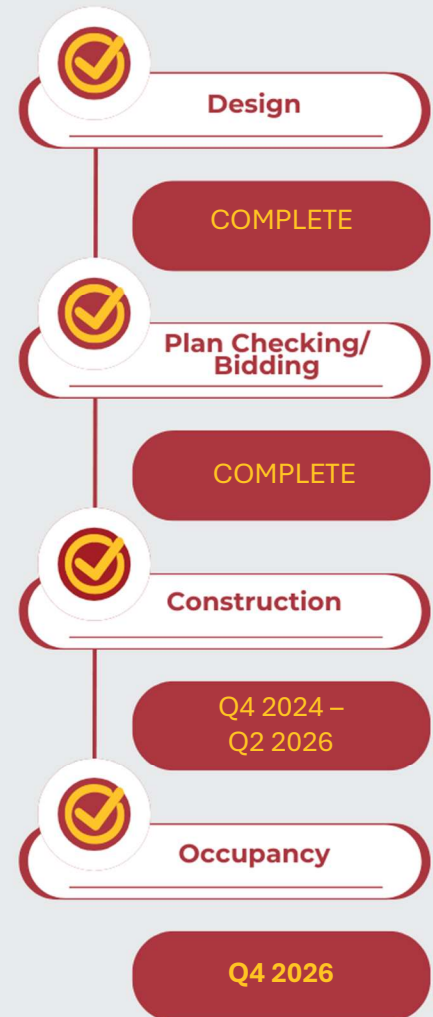 Design
COMPLETE
Plan Checking/
Bidding
COMPLETE
Construction
Q4 2024 –
Q2 2026
Occupancy
Q4 2026